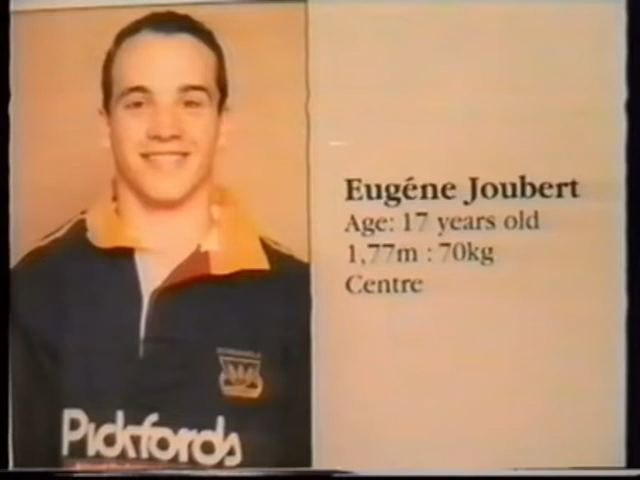 Eugéne Joubert
Age: 17 years old
1,77m : 70kg
Centre
Pickfords